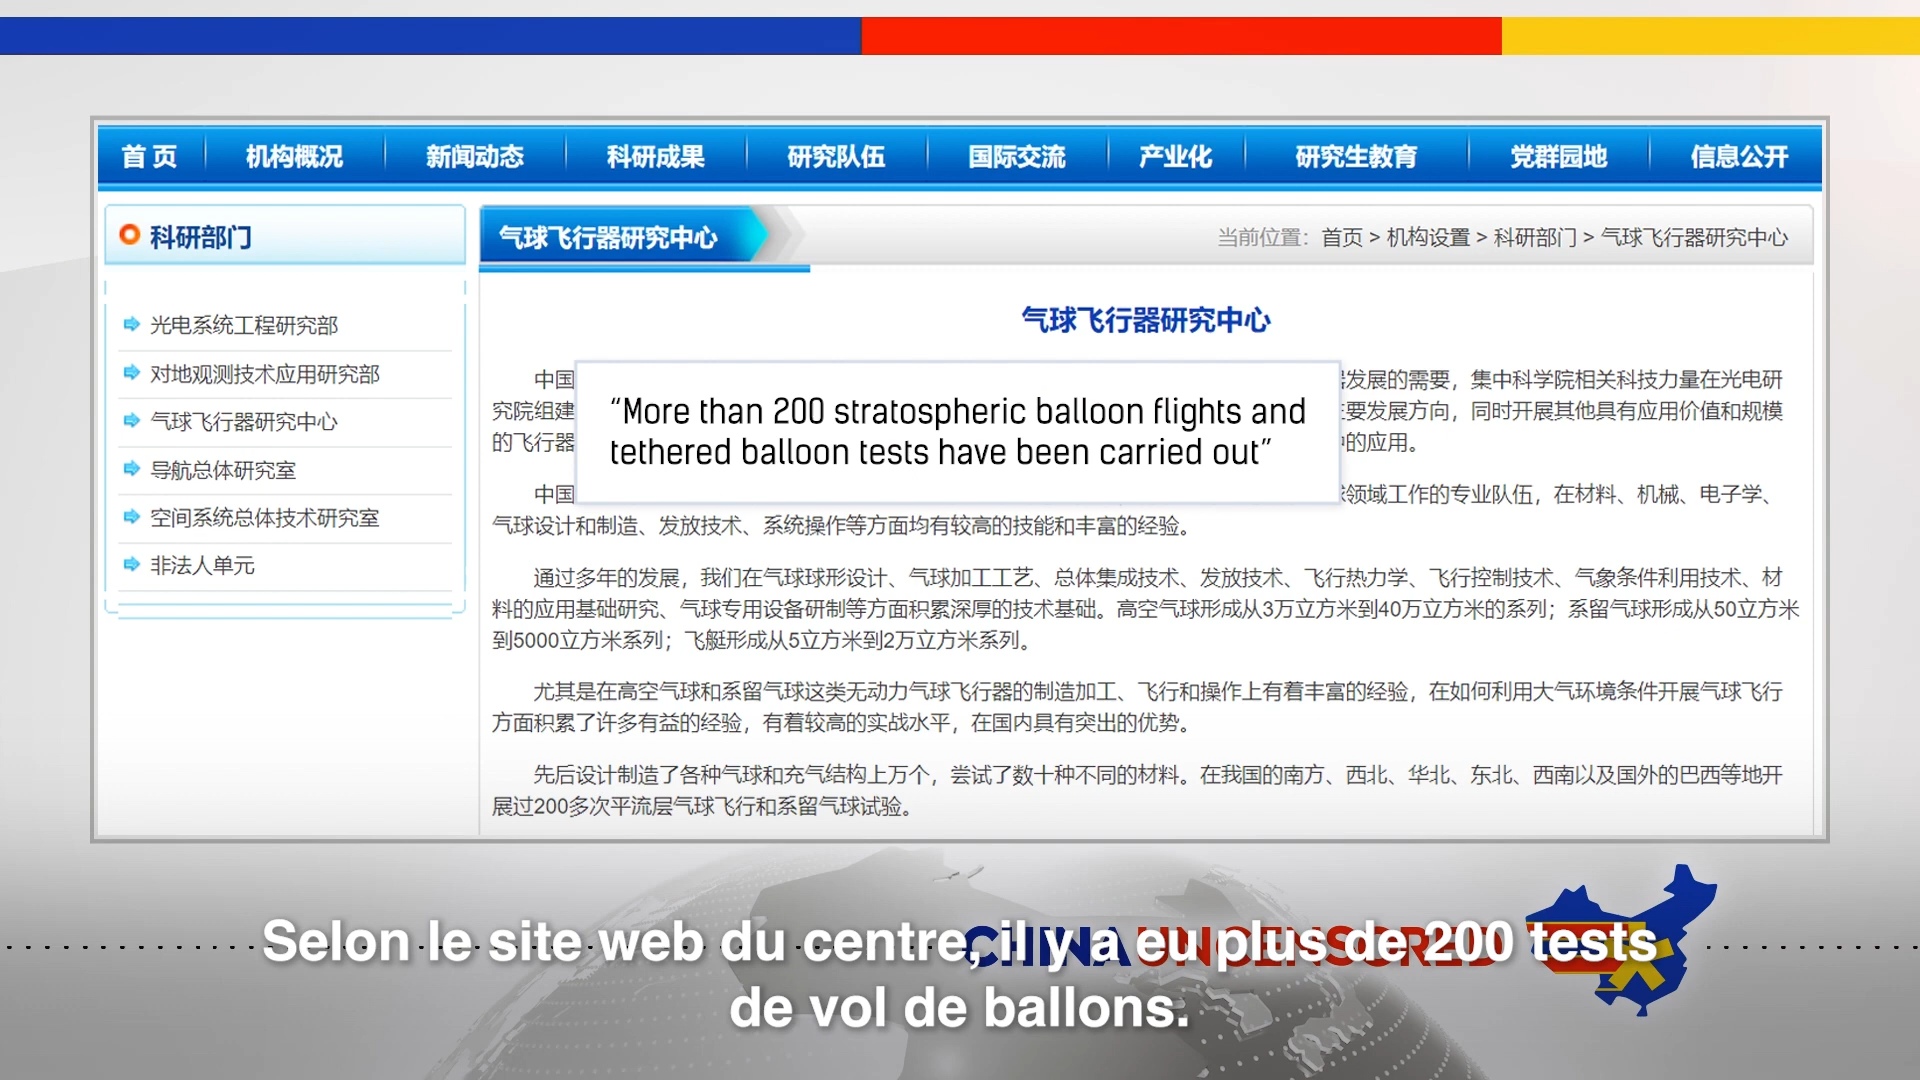 首 页 机构概况 新闻动态 科研成果 研究队伍 国际交流 产业化 研究生教育 党群园地 信息公开
科研部门
光电系统工程研究部
对地观测技术应用研究部
气球飞行器研究中心
导航总体研究室
空间系统总体技术研究室
非法人单元
气球飞行器研究中心
当前位置：首页 > 机构设置 > 科研部门 > 气球飞行器研究中心
气球飞行器研究中心
中国 发展的需要，集中科学院相关科技力量在光电研
究院组建 要发展方向，同时开展其他具有应用价值和规模
的飞行器 的应用。
“More than 200 stratospheric balloon flights and
tethered balloon tests have been carried out”
中国 领域工作的专业队伍，在材料、机械、电子学、
气球设计和制造、发放技术、系统操作等方面均有较高的技能和丰富的经验。
通过多年的发展，我们在气球球形设计、气球加工工艺、总体集成技术、发放技术、飞行热力学、飞行控制技术、气象条件利用技术、材
料的应用基础研究、气球专用设备研制等方面积累深厚的技术基础。高空气球形成从3万立方米到40万立方米的系列；系留气球形成从50立方米
到5000立方米系列；飞艇形成从5立方米到2万立方米系列。
尤其是在高空气球和系留气球这类无动力气球飞行器的制造加工、飞行和操作上有着丰富的经验，在如何利用大气环境条件开展气球飞行
方面积累了许多有益的经验，有着较高的实战水平，在国内具有突出的优势。
先后设计制造了各种气球和充气结构上万个，尝试了数十种不同的材料。在我国的南方、西北、华北、东北、西南以及国外的巴西等地开
展过200多次平流层气球飞行和系留气球试验。
CHINA UNCENSORED
Selon le site web du centre, il y a eu plus de 200 tests
de vol de ballons.